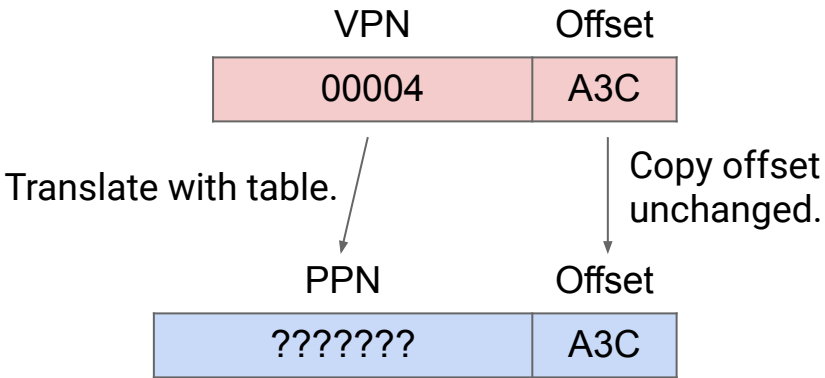 VPN Offset
00004 A3C
Translate with table.
Copy offset
unchanged.
PPN Offset
??????? A3C